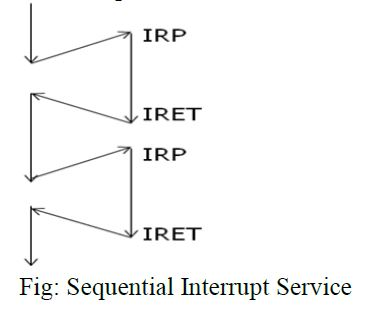 IRP
IRET
IRP
IRET
Fig: Sequential Interrupt Service